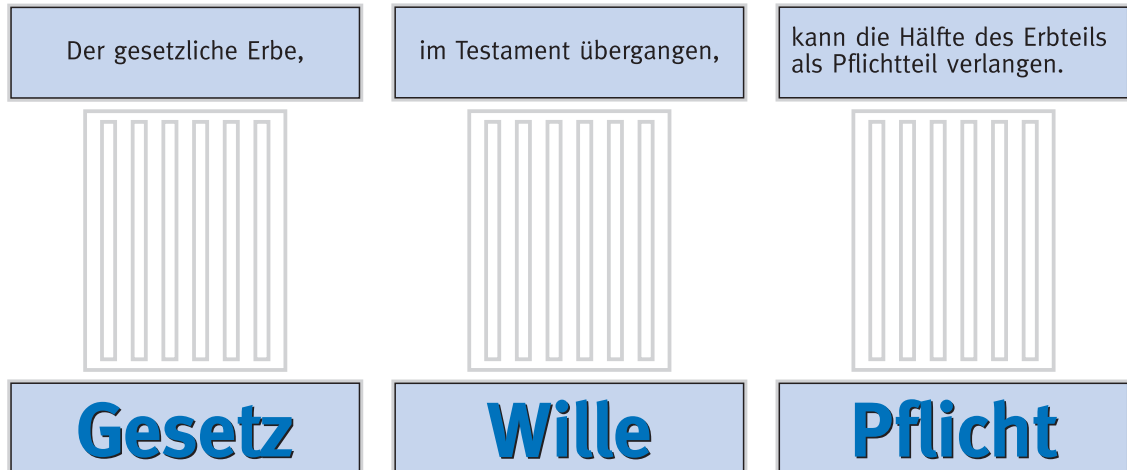 Der gesetzliche Erbe,
im Testament übergangen,
kann die Hälfte des Erbteils
als Pflichtteil verlangen.
Gesetz
Wille
Pflicht